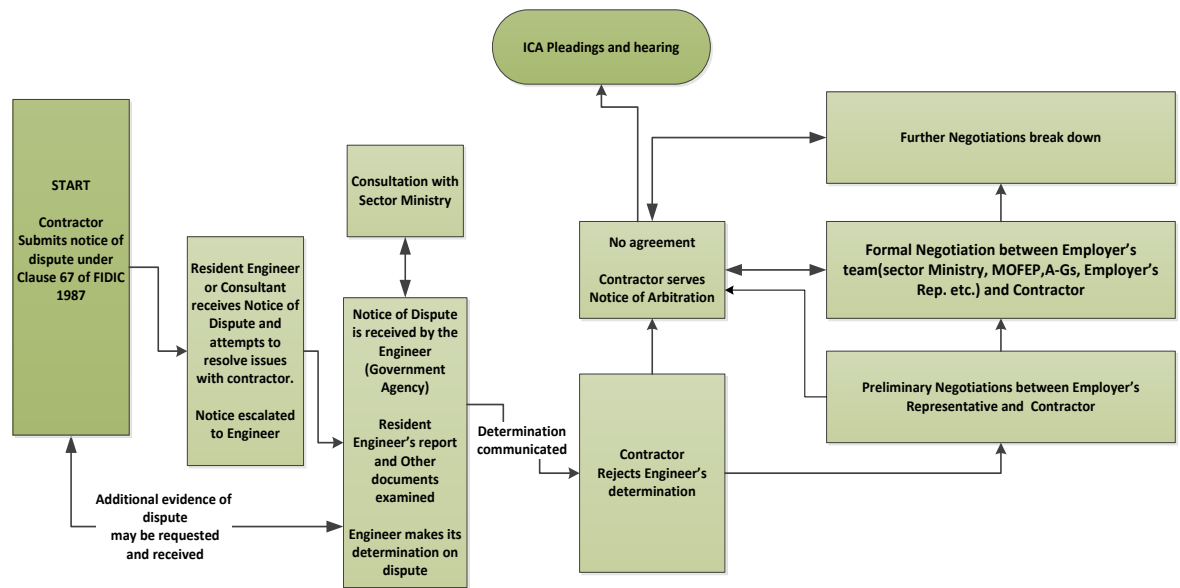 START
Contractor
Submits notice of
dispute under
Clause 67 of FIDIC
1987
Resident Engineer
or Consultant
receives Notice of
Dispute and
attempts to
resolve issues
with contractor.
Notice escalated
to Engineer
Additional evidence of
dispute
may be requested
and received
Consultation with
Sector Ministry
Notice of Dispute
is received by the
Engineer
(Government
Agency)
Resident
Engineer's report
and Other
documents
examined
Engineer makes its
determination on
dispute
Determination
communicated
ICA Pleadings and hearing
No agreement
Contractor serves
Notice of Arbitration
Contractor
Rejects Engineer's
determination
Further Negotiations break down
Formal Negotiation between Employer's
team(sector Ministry, MOFEP,A-Gs, Employer's
Rep. etc.) and Contractor
Preliminary Negotiations between Employer's
Representative and Contractor